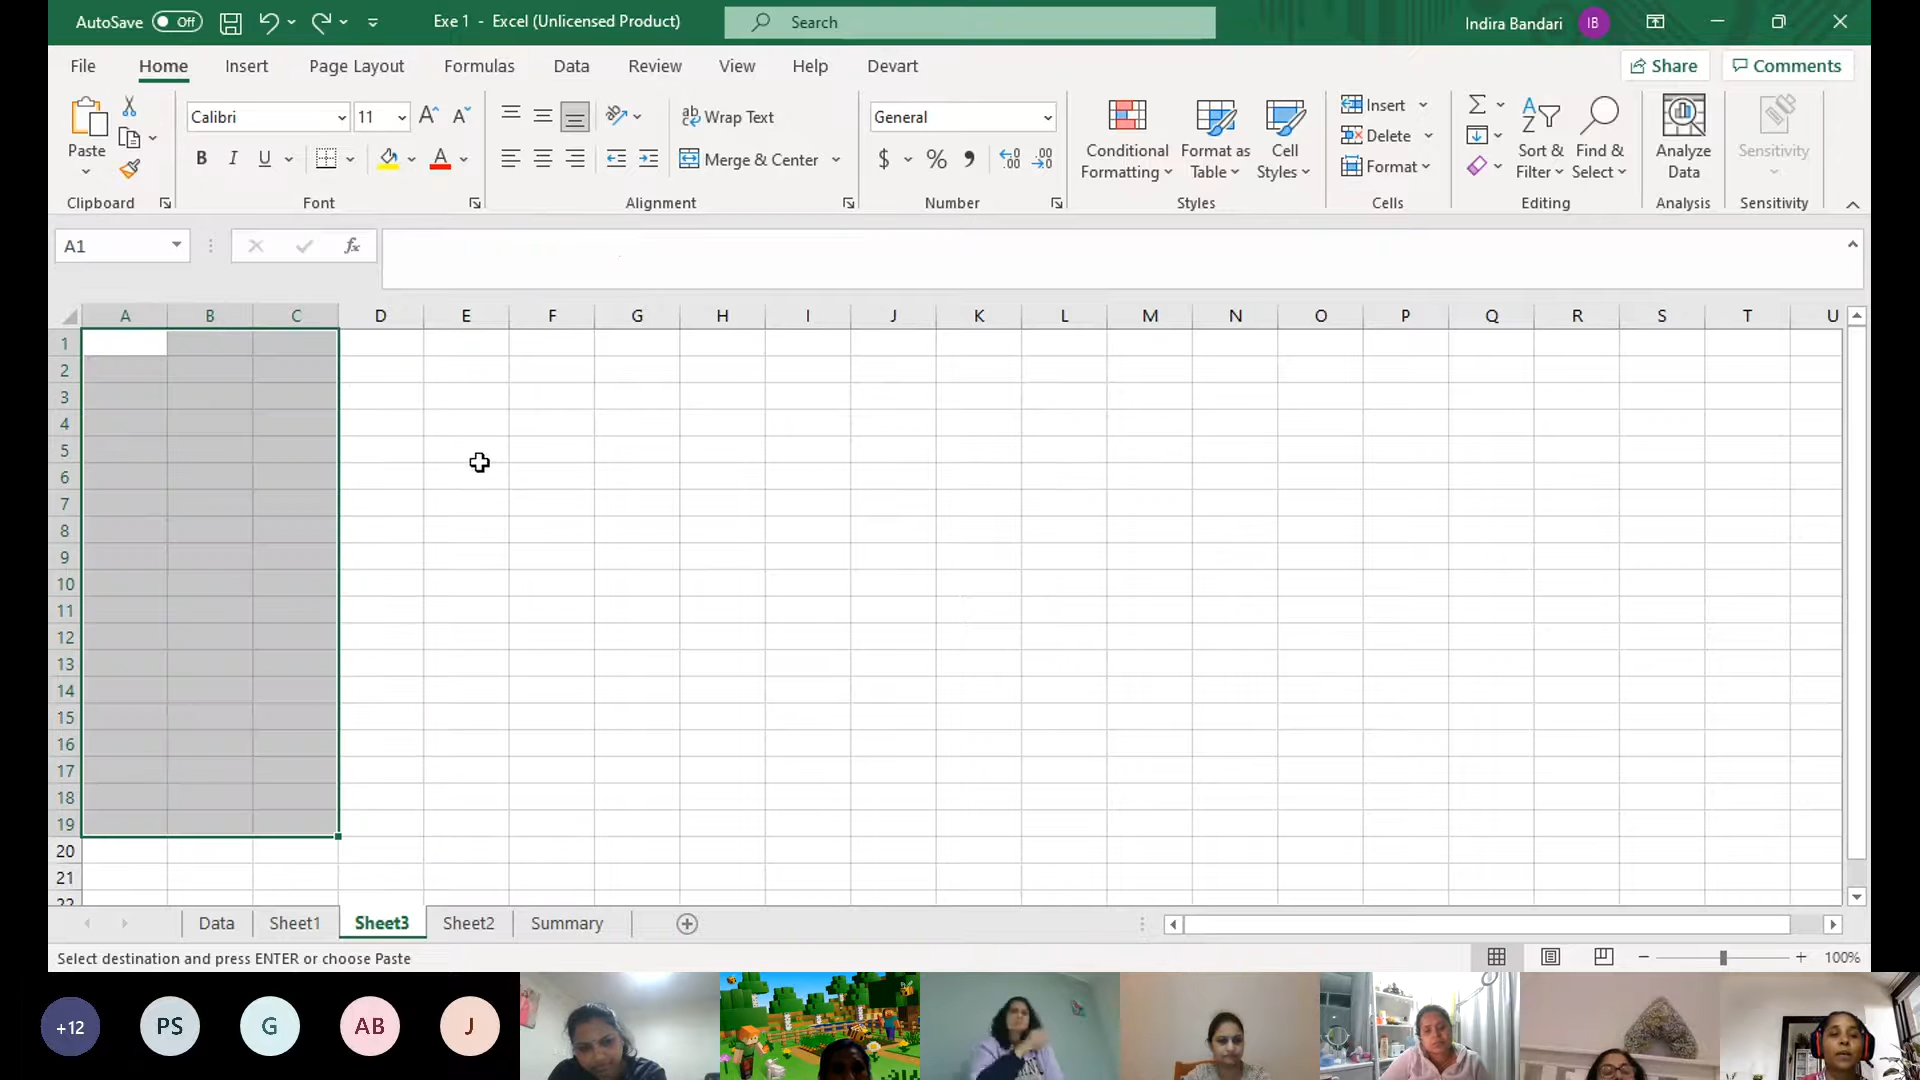 AutoSave Off Exe 1 - Excel (Unlicensed Product) Search Indira Bandari IB
File Home Insert Page Layout Formulas Data Review View Help Devart Share Comments
Paste
Clipboard
Calibri 11
B I U A
Font
Wrap Text
Merge & Center
Alignment
General
$ % 9
Number
Conditional Formatting
Format as Table
Cell Styles
Styles
Insert
Delete
Format
Cells
Sort & Filter
Find & Select
Editing
Analyze Data
Analysis
Sensitivity
Sensitivity
A1 fx
A B C D E F G H I J K L M N O P Q R S T U
1
2
3
4
5
6
7
8
9
10
11
12
13
14
15
16
17
18
19
20
21
22
Data Sheet1 Sheet3 Sheet2 Summary
Select destination and press ENTER or choose Paste 100%
+12 PS G AB J